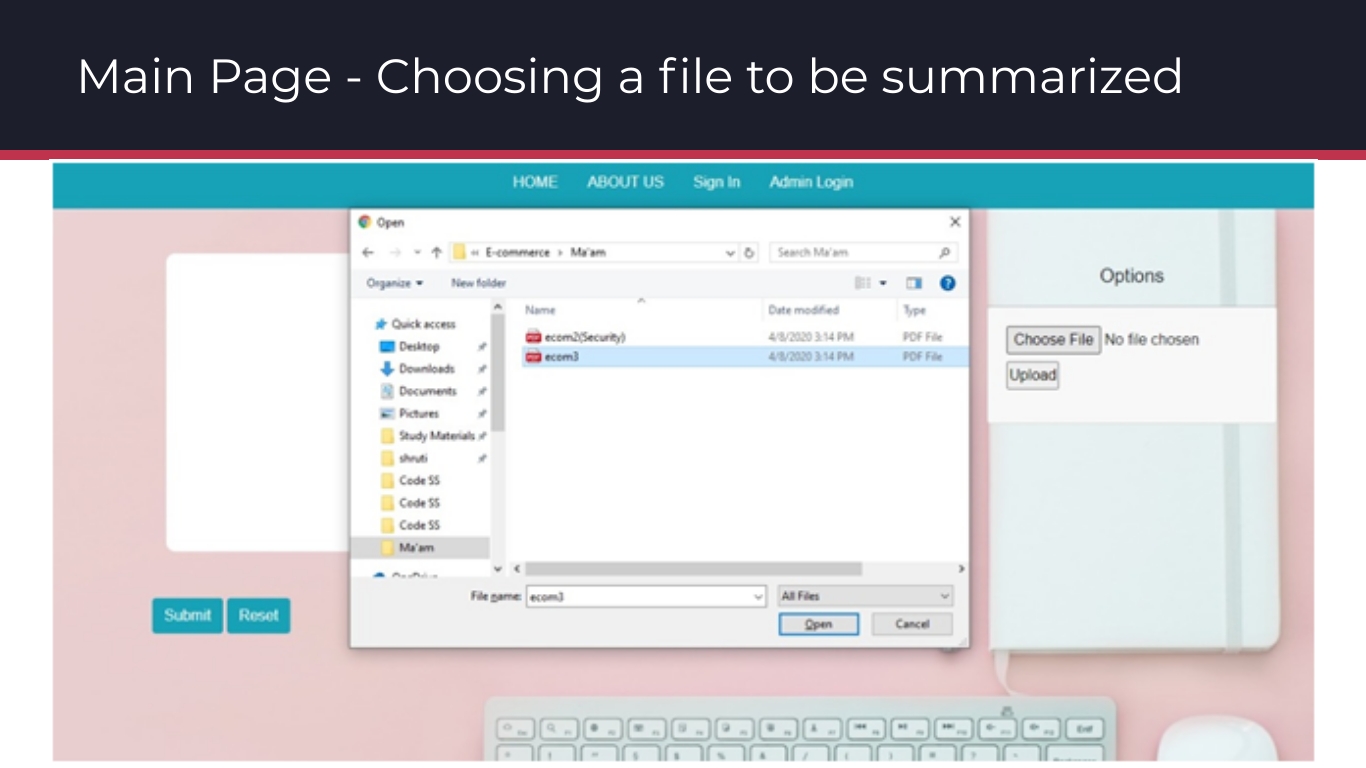 Main Page - Choosing a file to be summarized
HOME ABOUT US Sign In Admin Login
Open
« E-commerce › Ma'am
Search Ma'am
Organize New folder
Name Date modified Type
Quick access
Desktop
Downloads
Documents
Pictures
Study Materials
shruti
Code SS
Code SS
Code SS
Ma'am
OneDrive
ecom2(Security) 4/8/2020 3:14 PM PDF File
ecom3 4/8/2020 3:14 PM PDF File
File name: ecom3 All Files
Open Cancel
Options
Choose File No file chosen
Upload
Submit Reset
End